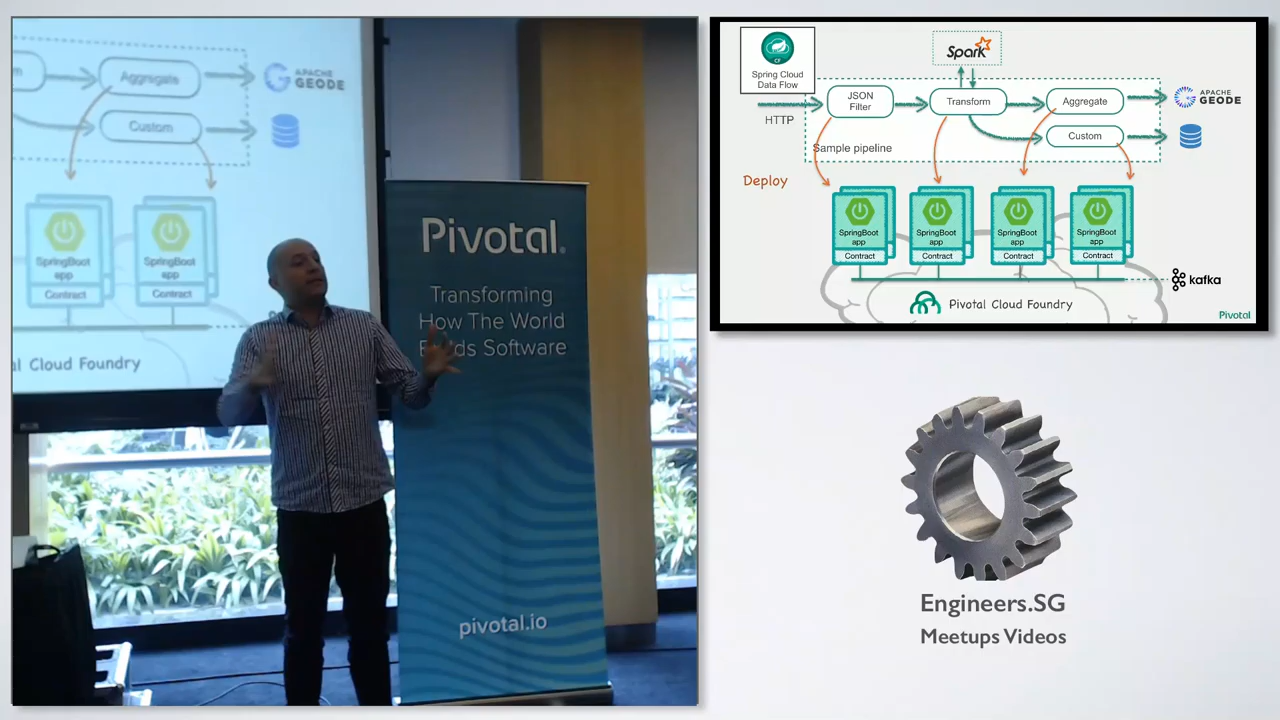 Aggregate
Custom
APACHE
GEODE
SpringBoot
app
Contract
SpringBoot
app
Contract
al Cloud Foundry
Pivotal
Transforming
How The World
B lds Software
pivotal.io
Spring Cloud
Data Flow
Spark
HTTP
JSON
Filter
Transform
Aggregate
Custom
APACHE
GEODE
Sample pipeline
Deploy
SpringBoot
app
Contract
SpringBoot
app
Contract
SpringBoot
app
Contract
SpringBoot
app
Contract
kafka
Pivotal Cloud Foundry
Pivotal
Engineers.SG
Meetups Videos